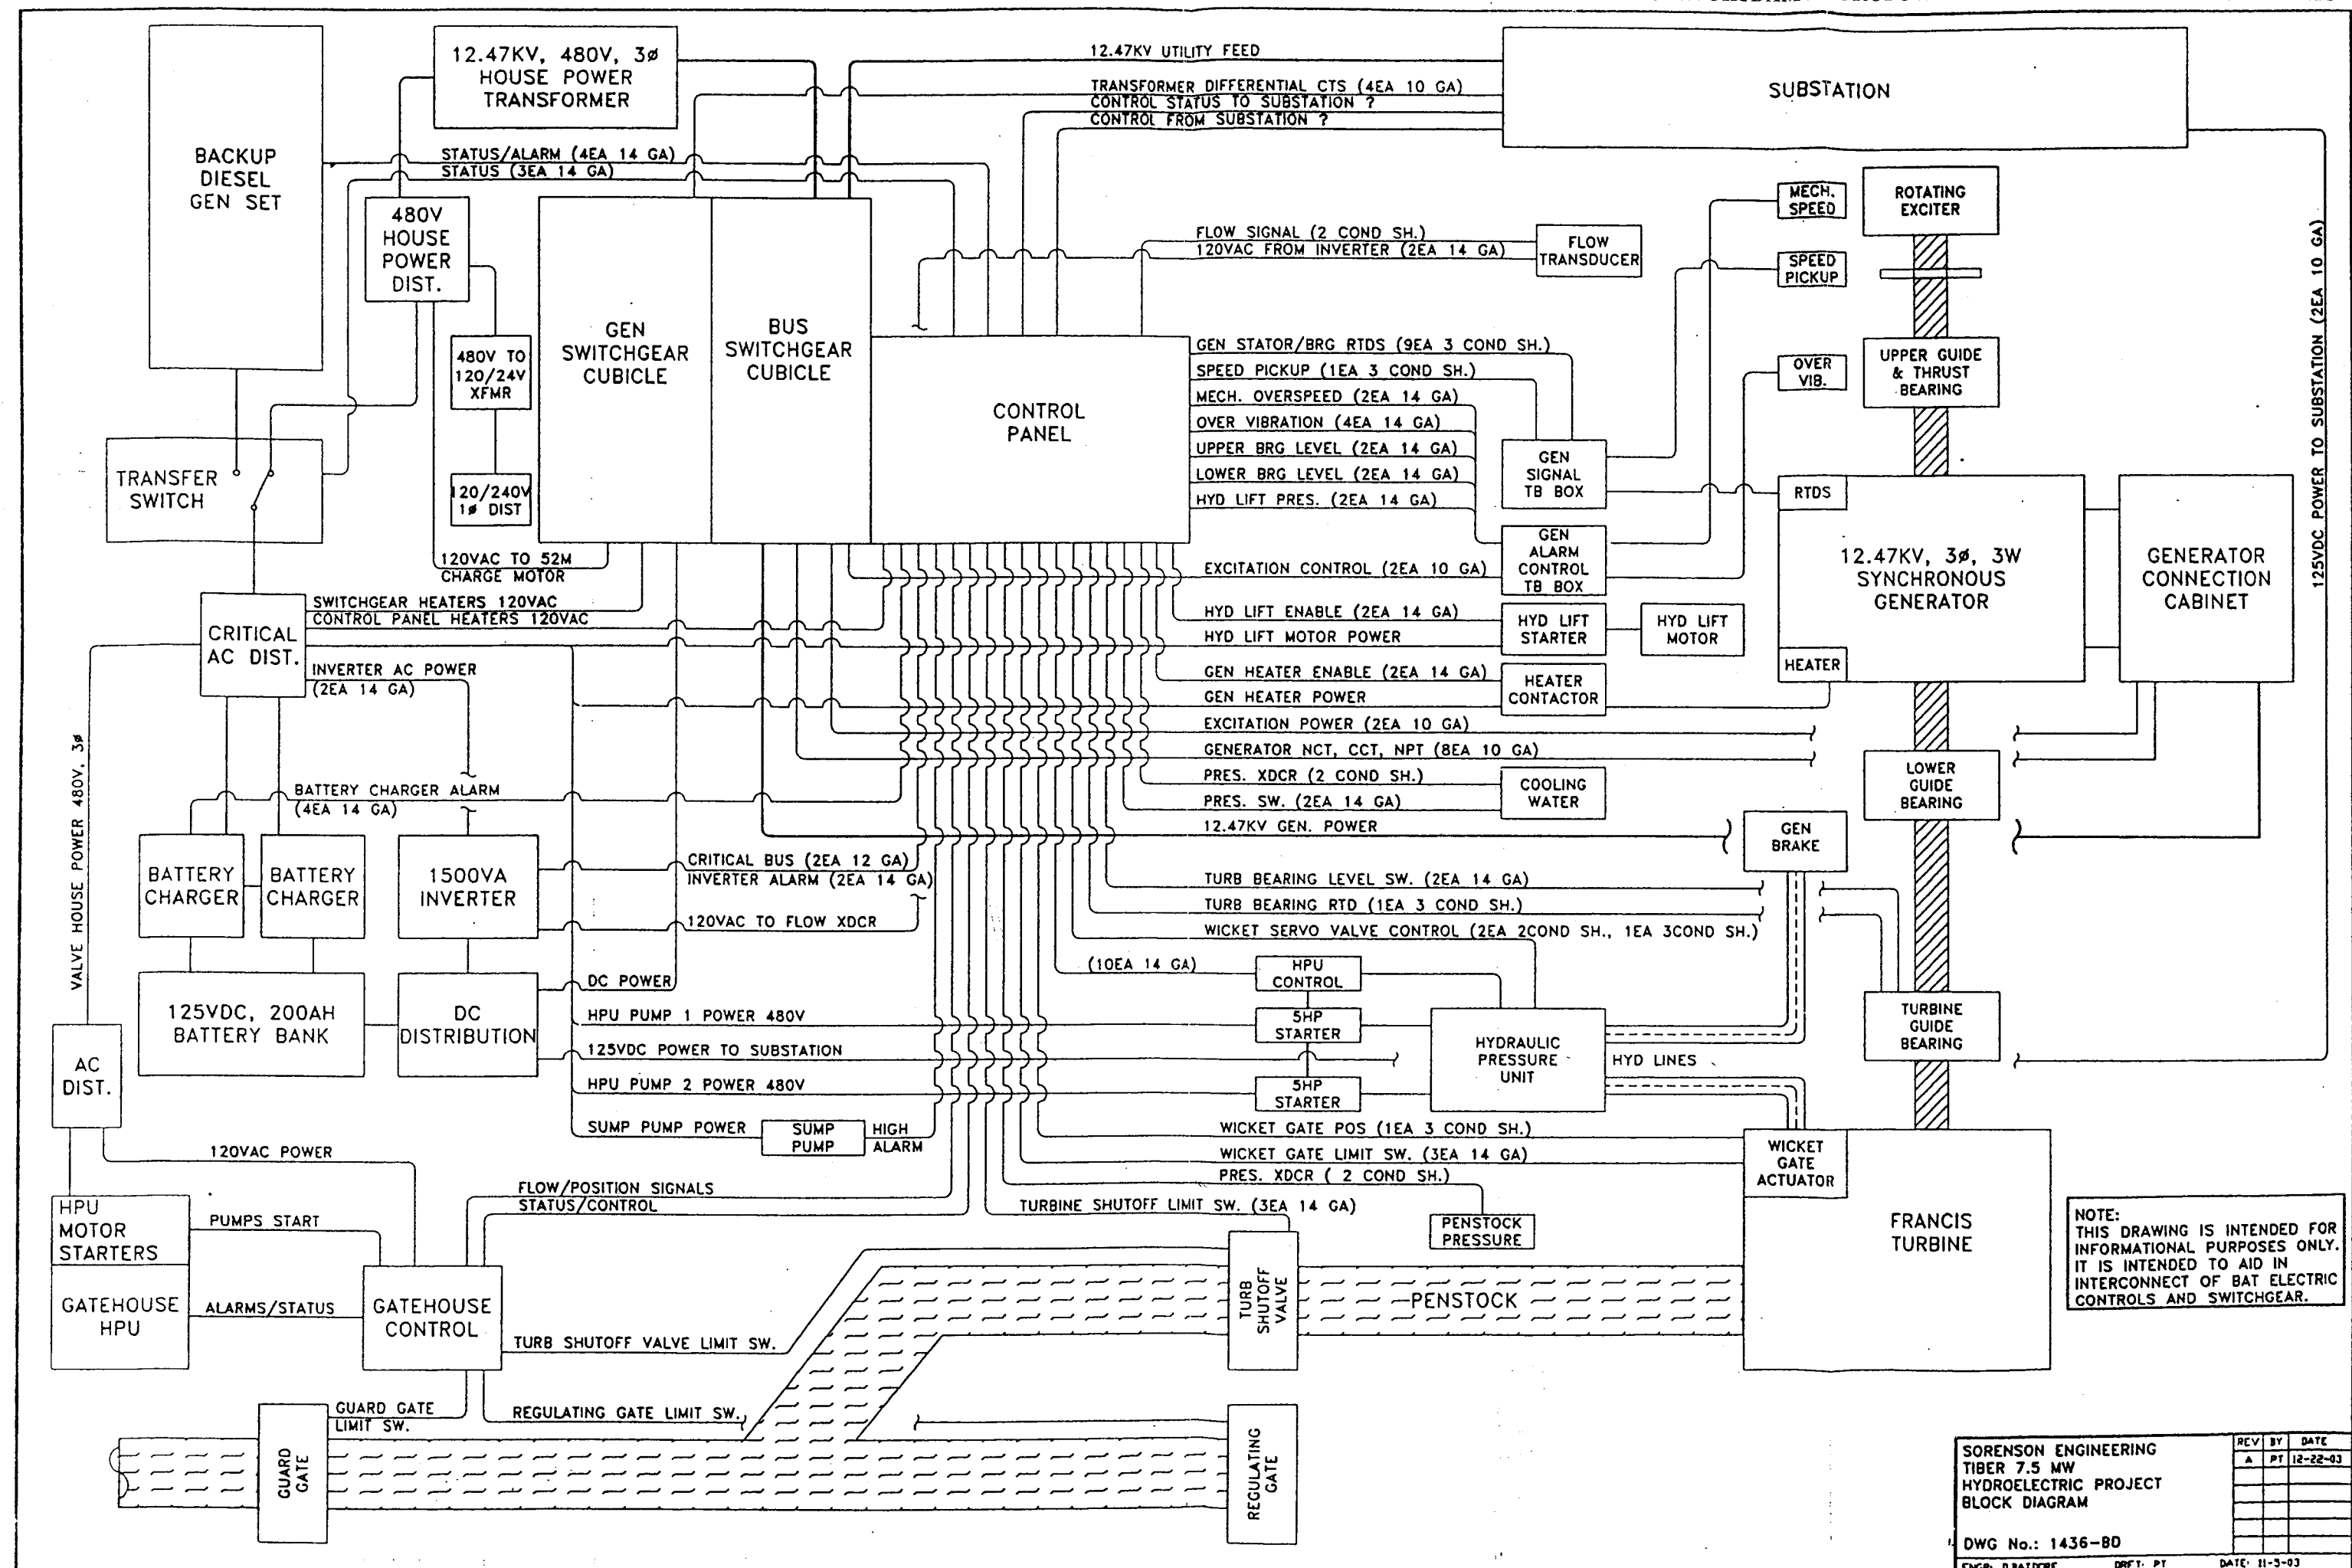 12.47KV, 480V, 3ø
HOUSE POWER
TRANSFORMER
12.47KV UTILITY FEED
TRANSFORMER DIFFERENTIAL CTS (4EA 10 GA)
CONTROL STATUS TO SUBSTATION ?
CONTROL FROM SUBSTATION ?
SUBSTATION
BACKUP
DIESEL
GEN SET
STATUS/ALARM (4EA 14 GA)
STATUS (3EA 14 GA)
480V
HOUSE
POWER
DIST.
480V TO
120/24V
XFMR
120/240V
1ø DIST
GEN
SWITCHGEAR
CUBICLE
BUS
SWITCHGEAR
CUBICLE
CONTROL
PANEL
FLOW SIGNAL (2 COND SH.)
120VAC FROM INVERTER (2EA 14 GA)
FLOW
TRANSDUCER
MECH.
SPEED
SPEED
PICKUP
OVER
VIB.
ROTATING
EXCITER
UPPER GUIDE
& THRUST
BEARING
125VDC POWER TO SUBSTATION (2EA 10 GA)
GEN STATOR/BRG RTDS (9EA 3 COND SH.)
SPEED PICKUP (1EA 3 COND SH.)
MECH. OVERSPEED (2EA 14 GA)
OVER VIBRATION (4EA 14 GA)
UPPER BRG LEVEL (2EA 14 GA)
LOWER BRG LEVEL (2EA 14 GA)
HYD LIFT PRES. (2EA 14 GA)
GEN
SIGNAL
TB BOX
GEN
ALARM
CONTROL
TB BOX
RTDS
12.47KV, 3ø, 3W
SYNCHRONOUS
GENERATOR
HEATER
GENERATOR
CONNECTION
CABINET
TRANSFER
SWITCH
120VAC TO 52M
CHARGE MOTOR
SWITCHGEAR HEATERS 120VAC
CONTROL PANEL HEATERS 120VAC
CRITICAL
AC DIST.
INVERTER AC POWER
(2EA 14 GA)
EXCITATION CONTROL (2EA 10 GA)
HYD LIFT ENABLE (2EA 14 GA)
HYD LIFT MOTOR POWER
HYD LIFT
STARTER
HYD LIFT
MOTOR
GEN HEATER ENABLE (2EA 14 GA)
GEN HEATER POWER
HEATER
CONTACTOR
EXCITATION POWER (2EA 10 GA)
GENERATOR NCT, CCT, NPT (8EA 10 GA)
PRES. XDCR (2 COND SH.)
PRES. SW. (2EA 14 GA)
COOLING
WATER
12.47KV GEN. POWER
GEN
BRAKE
LOWER
GUIDE
BEARING
VALVE HOUSE POWER 480V, 3ø
BATTERY CHARGER ALARM
(4EA 14 GA)
BATTERY
CHARGER
BATTERY
CHARGER
1500VA
INVERTER
CRITICAL BUS (2EA 12 GA)
INVERTER ALARM (2EA 14 GA)
120VAC TO FLOW XDCR
TURB BEARING LEVEL SW. (2EA 14 GA)
TURB BEARING RTD (1EA 3 COND SH.)
WICKET SERVO VALVE CONTROL (2EA 2COND SH., 1EA 3COND SH.)
(10EA 14 GA)
HPU
CONTROL
125VDC, 200AH
BATTERY BANK
DC
DISTRIBUTION
DC POWER
HPU PUMP 1 POWER 480V
5HP
STARTER
125VDC POWER TO SUBSTATION
HPU PUMP 2 POWER 480V
5HP
STARTER
HYDRAULIC
PRESSURE
UNIT
HYD LINES
TURBINE
GUIDE
BEARING
AC
DIST.
SUMP PUMP POWER
SUMP
PUMP
HIGH
ALARM
WICKET GATE POS (1EA 3 COND SH.)
WICKET GATE LIMIT SW. (3EA 14 GA)
PRES. XDCR ( 2 COND SH.)
TURBINE SHUTOFF LIMIT SW. (3EA 14 GA)
PENSTOCK
PRESSURE
WICKET
GATE
ACTUATOR
FRANCIS
TURBINE
120VAC POWER
HPU
MOTOR
STARTERS
GATEHOUSE
HPU
PUMPS START
ALARMS/STATUS
FLOW/POSITION SIGNALS
STATUS/CONTROL
GATEHOUSE
CONTROL
TURB SHUTOFF VALVE LIMIT SW.
TURB
SHUTOFF
VALVE
PENSTOCK
GUARD GATE
LIMIT SW.
REGULATING GATE LIMIT SW.
GUARD
GATE
REGULATING
GATE
NOTE:
THIS DRAWING IS INTENDED FOR
INFORMATIONAL PURPOSES ONLY.
IT IS INTENDED TO AID IN
INTERCONNECT OF BAT ELECTRIC
CONTROLS AND SWITCHGEAR.
SORENSON ENGINEERING
TIBER 7.5 MW
HYDROELECTRIC PROJECT
BLOCK DIAGRAM
DWG No.: 1436-BD
REV BY DATE
A PT 12-22-03
DRFT: PT DATE: 11-5-03